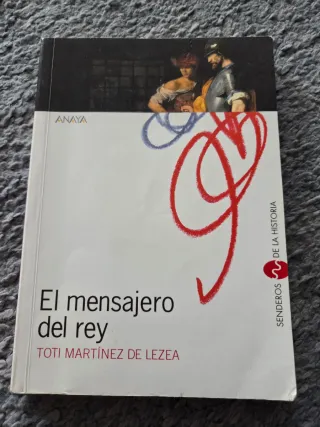 ANAYA
SENDEROS DE LA HISTORIA
El mensajero
del rey
TOTI MARTÍNEZ DE LEZEA